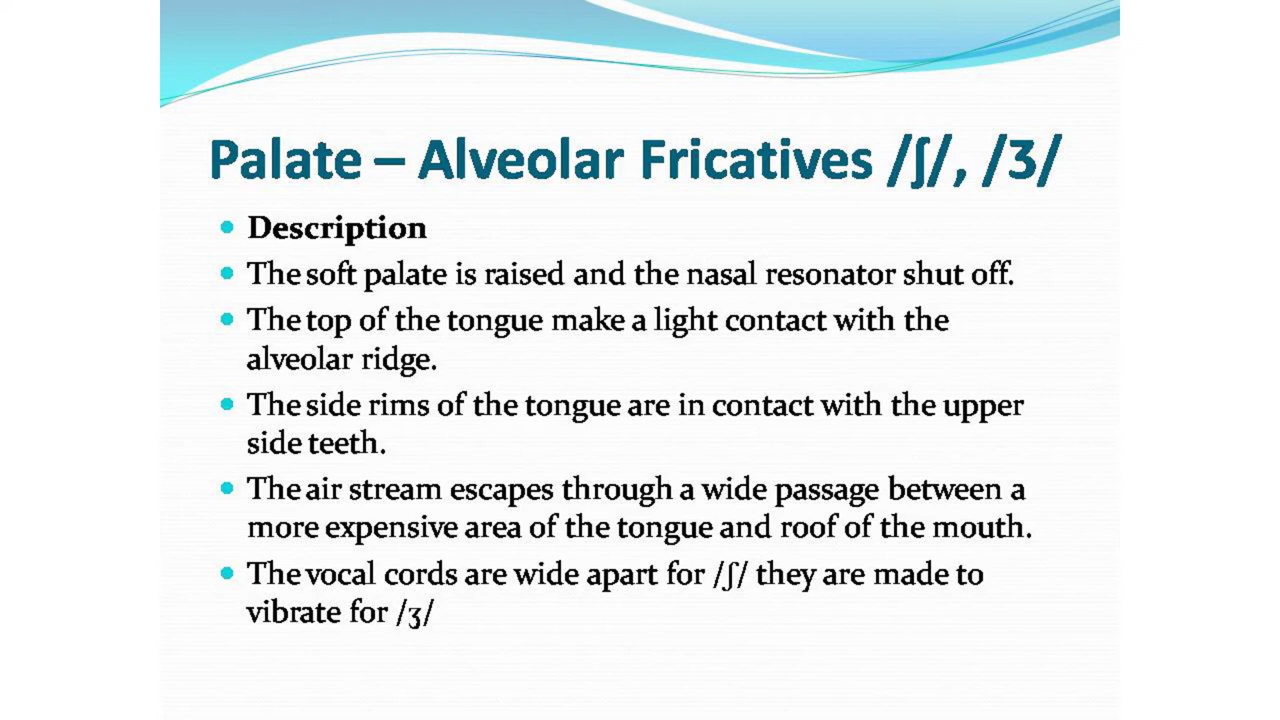 Palate – Alveolar Fricatives /ʃ/, /Ʒ/
Description
The soft palate is raised and the nasal resonator shut off.
The top of the tongue make a light contact with the
alveolar ridge.
The side rims of the tongue are in contact with the upper
side teeth.
The air stream escapes through a wide passage between a
more expensive area of the tongue and roof of the mouth.
The vocal cords are wide apart for /ʃ/ they are made to
vibrate for /ʒ/